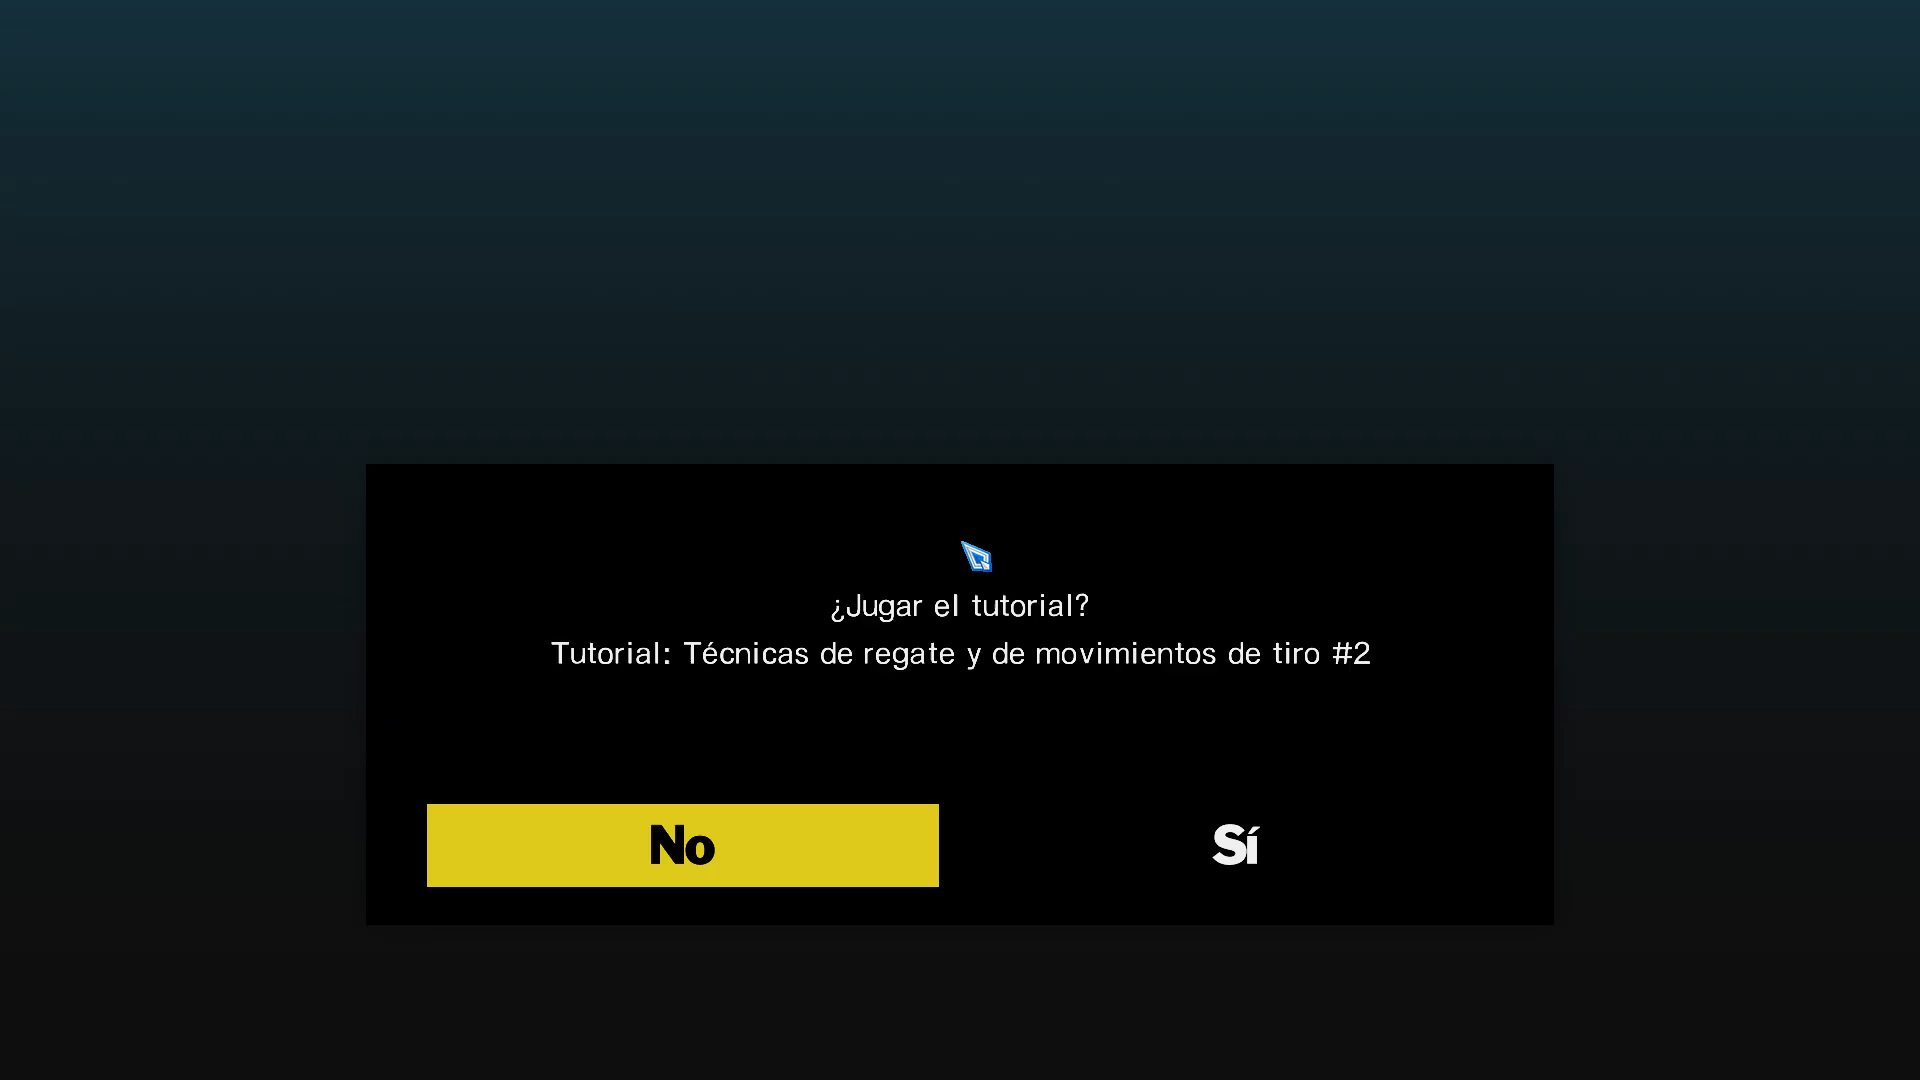 ¿Jugar el tutorial?
Tutorial: Técnicas de regate y de movimientos de tiro #2
No
Sí